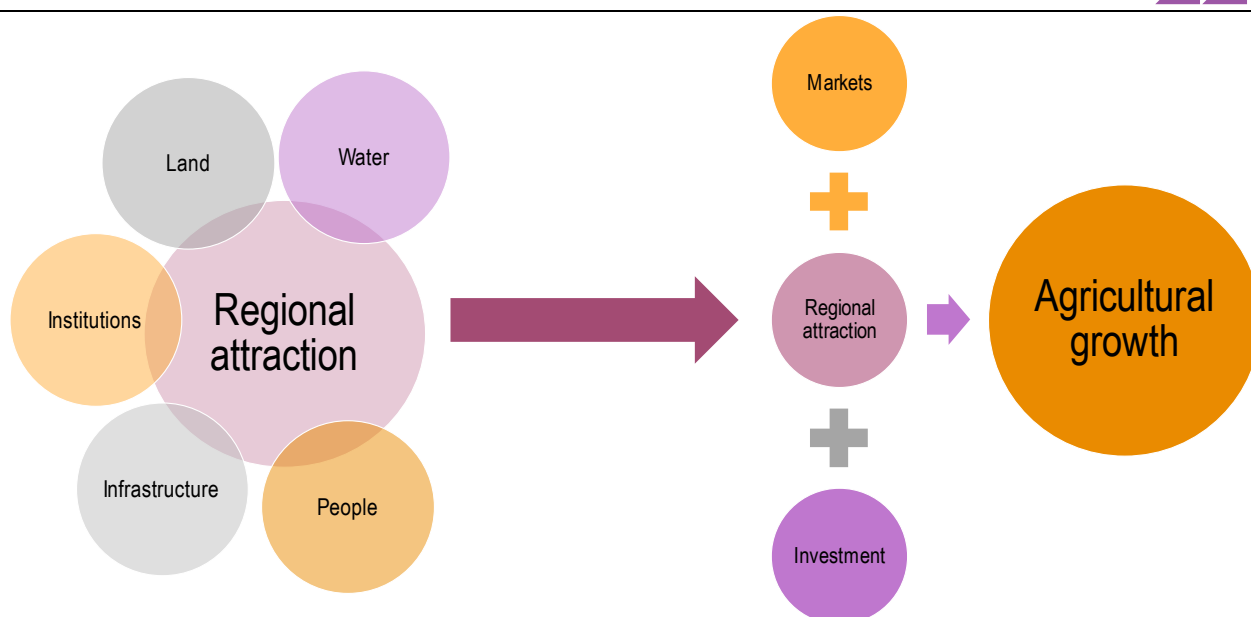 Land
Water
Institutions
Regional
attraction
Infrastructure
People
Markets
Regional
attraction
Investment
Agricultural
growth